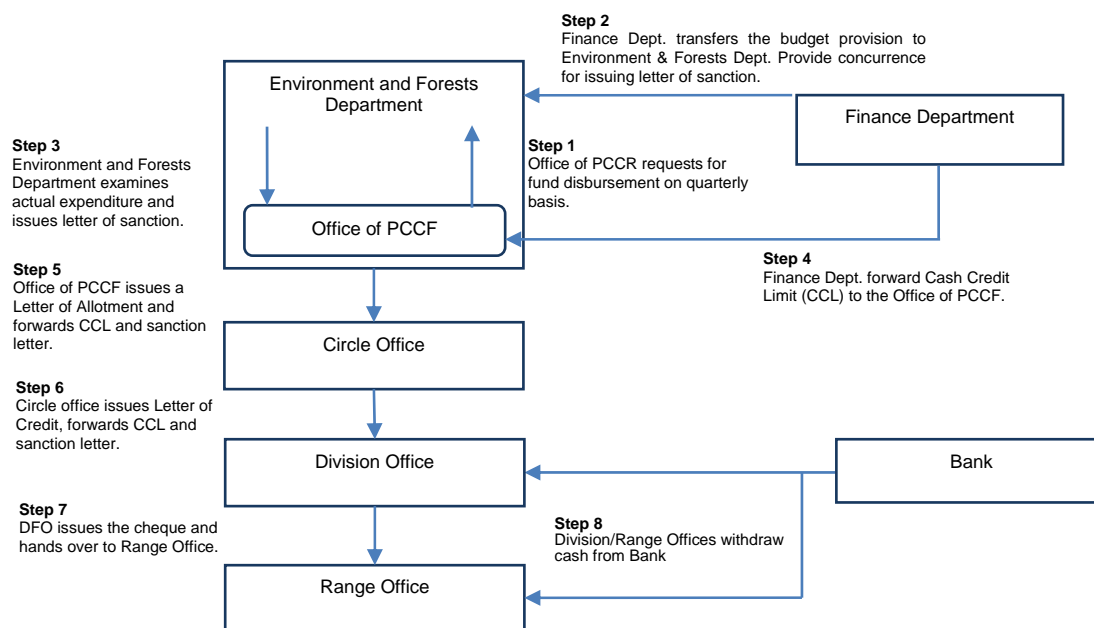 Step 2
Finance Dept. transfers the budget provision to
Environment & Forests Dept. Provide concurrence
for issuing letter of sanction.
Environment and Forests
Department
Finance Department
Step 3
Environment and Forests
Department examines
actual expenditure and
issues letter of sanction.
Step 1
Office of PCCR requests for
fund disbursement on quarterly
basis.
Office of PCCF
Step 4
Finance Dept. forward Cash Credit
Limit (CCL) to the Office of PCCF.
Step 5
Office of PCCF issues a
Letter of Allotment and
forwards CCL and sanction
letter.
Circle Office
Step 6
Circle office issues Letter of
Credit, forwards CCL and
sanction letter.
Division Office
Bank
Step 7
DFO issues the cheque and
hands over to Range Office.
Step 8
Division/Range Offices withdraw
cash from Bank
Range Office